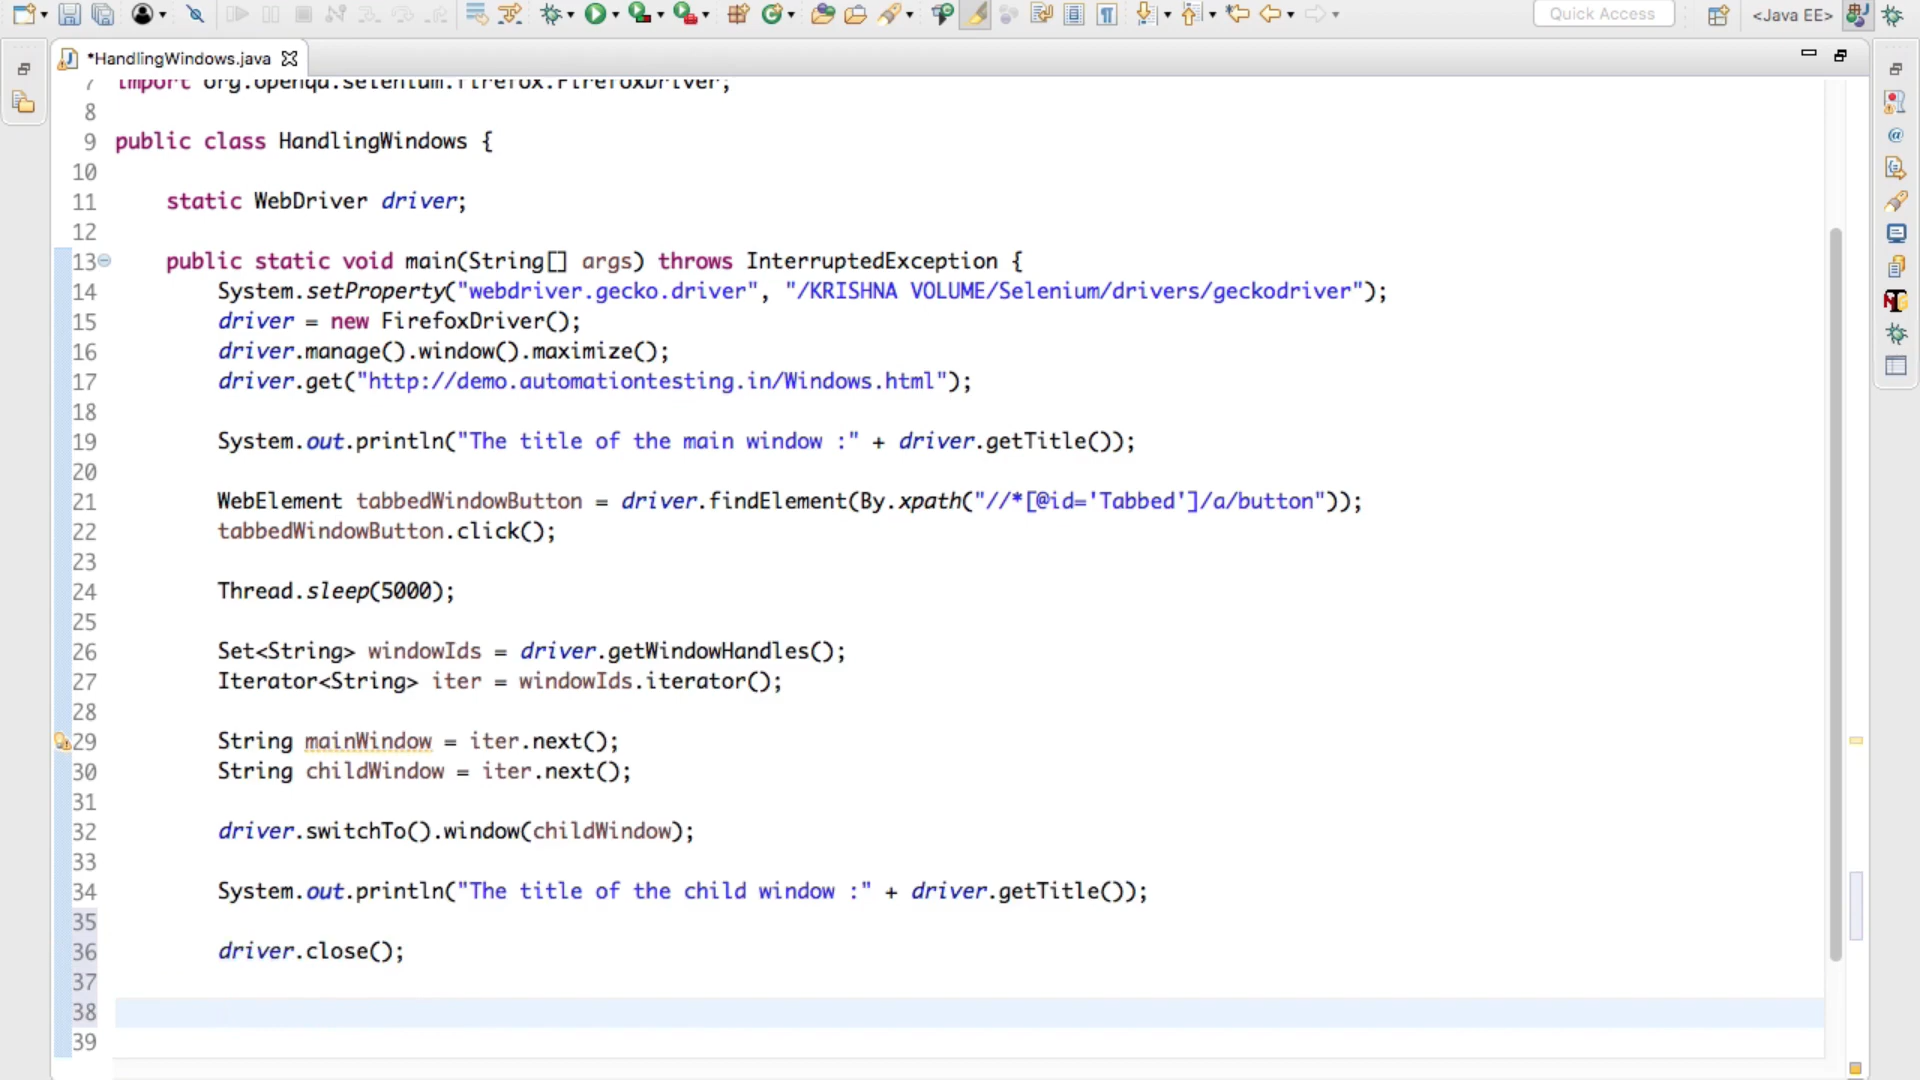 Quick Access
<Java EE>
*HandlingWindows.java
7 import org.openqa.selenium.firefox.FirefoxDriver;
8
9 public class HandlingWindows {
10
11 static WebDriver driver;
12
13 public static void main(String[] args) throws InterruptedException {
14 System.setProperty("webdriver.gecko.driver", "/KRISHNA VOLUME/Selenium/drivers/geckodriver");
15 driver = new FirefoxDriver();
16 driver.manage().window().maximize();
17 driver.get("http://demo.automationtesting.in/Windows.html");
18
19 System.out.println("The title of the main window :" + driver.getTitle());
20
21 WebElement tabbedWindowButton = driver.findElement(By.xpath("//*[@id='Tabbed']/a/button"));
22 tabbedWindowButton.click();
23
24 Thread.sleep(5000);
25
26 Set<String> windowIds = driver.getWindowHandles();
27 Iterator<String> iter = windowIds.iterator();
28
29 String mainWindow = iter.next();
30 String childWindow = iter.next();
31
32 driver.switchTo().window(childWindow);
33
34 System.out.println("The title of the child window :" + driver.getTitle());
35
36 driver.close();
37
38
39